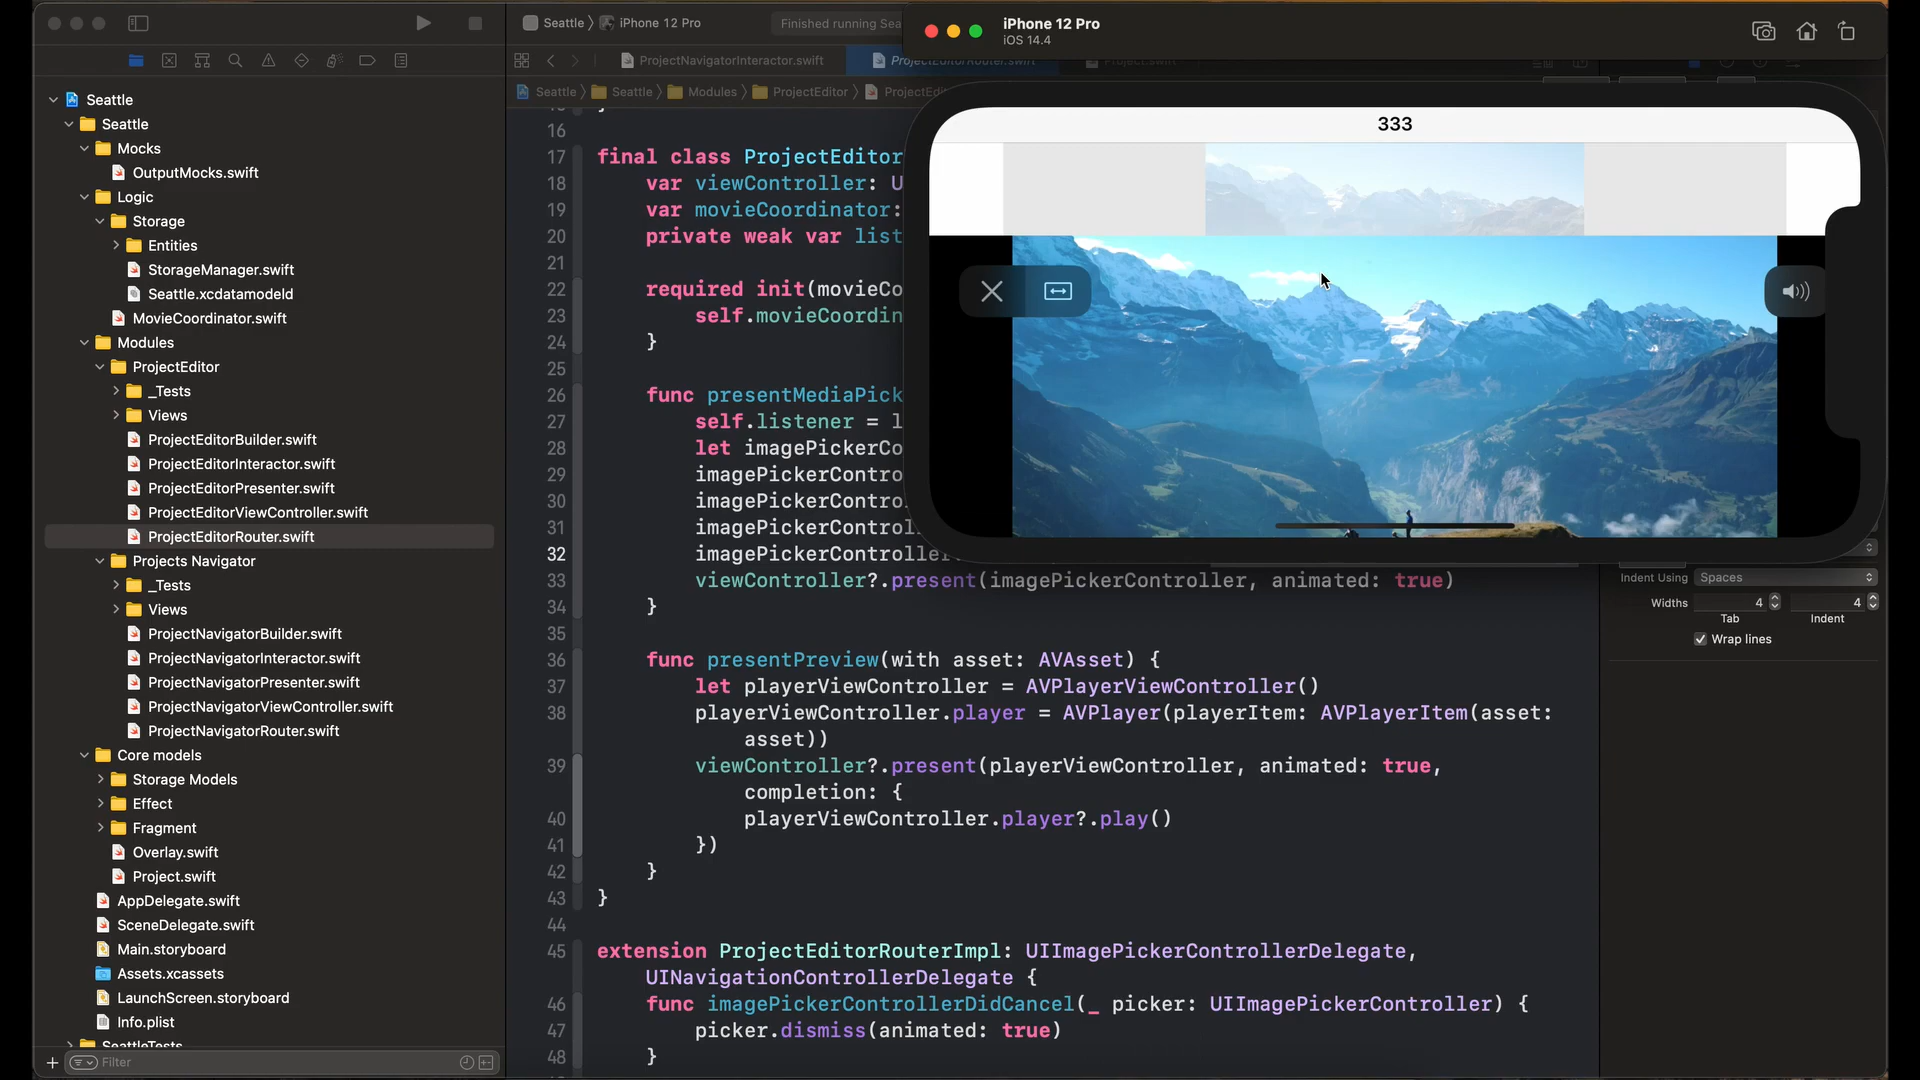 Seattle
iPhone 12 Pro
Finished running Sea
iPhone 12 Pro
iOS 14.4
ProjectNavigatorInteractor.swift
ProjectEditorRouter.swift
Project.swift
Seattle
Seattle
Modules
ProjectEditor
ProjectEdi
Seattle
Seattle
Mocks
OutputMocks.swift
Logic
Storage
Entities
StorageManager.swift
Seattle.xcdatamodeld
MovieCoordinator.swift
Modules
ProjectEditor
_Tests
Views
ProjectEditorBuilder.swift
ProjectEditorInteractor.swift
ProjectEditorPresenter.swift
ProjectEditorViewController.swift
ProjectEditorRouter.swift
Projects Navigator
_Tests
Views
ProjectNavigatorBuilder.swift
ProjectNavigatorInteractor.swift
ProjectNavigatorPresenter.swift
ProjectNavigatorViewController.swift
ProjectNavigatorRouter.swift
Core models
Storage Models
Effect
Fragment
Overlay.swift
Project.swift
AppDelegate.swift
SceneDelegate.swift
Main.storyboard
Assets.xcassets
LaunchScreen.storyboard
Info.plist
SeattleTests
Filter
16
17 final class ProjectEditor
18 var viewController: U
19 var movieCoordinator:
20 private weak var list
21
22 required init(movieCo
23 self.movieCoordin
24 }
25
26 func presentMediaPick
27 self.listener = l
28 let imagePickerCo
29 imagePickerContro
30 imagePickerContro
31 imagePickerControl
32 imagePickerController.
33 viewController?.present(imagePickerController, animated: true)
34 }
35
36 func presentPreview(with asset: AVAsset) {
37 let playerViewController = AVPlayerViewController()
38 playerViewController.player = AVPlayer(playerItem: AVPlayerItem(asset:
asset))
39 viewController?.present(playerViewController, animated: true,
completion: {
40 playerViewController.player?.play()
41 })
42 }
43 }
44
45 extension ProjectEditorRouterImpl: UIImagePickerControllerDelegate,
UINavigationControllerDelegate {
46 func imagePickerControllerDidCancel(_ picker: UIImagePickerController) {
47 picker.dismiss(animated: true)
48 }
333
Indent Using Spaces
Widths 4 4
Tab Indent
Wrap lines